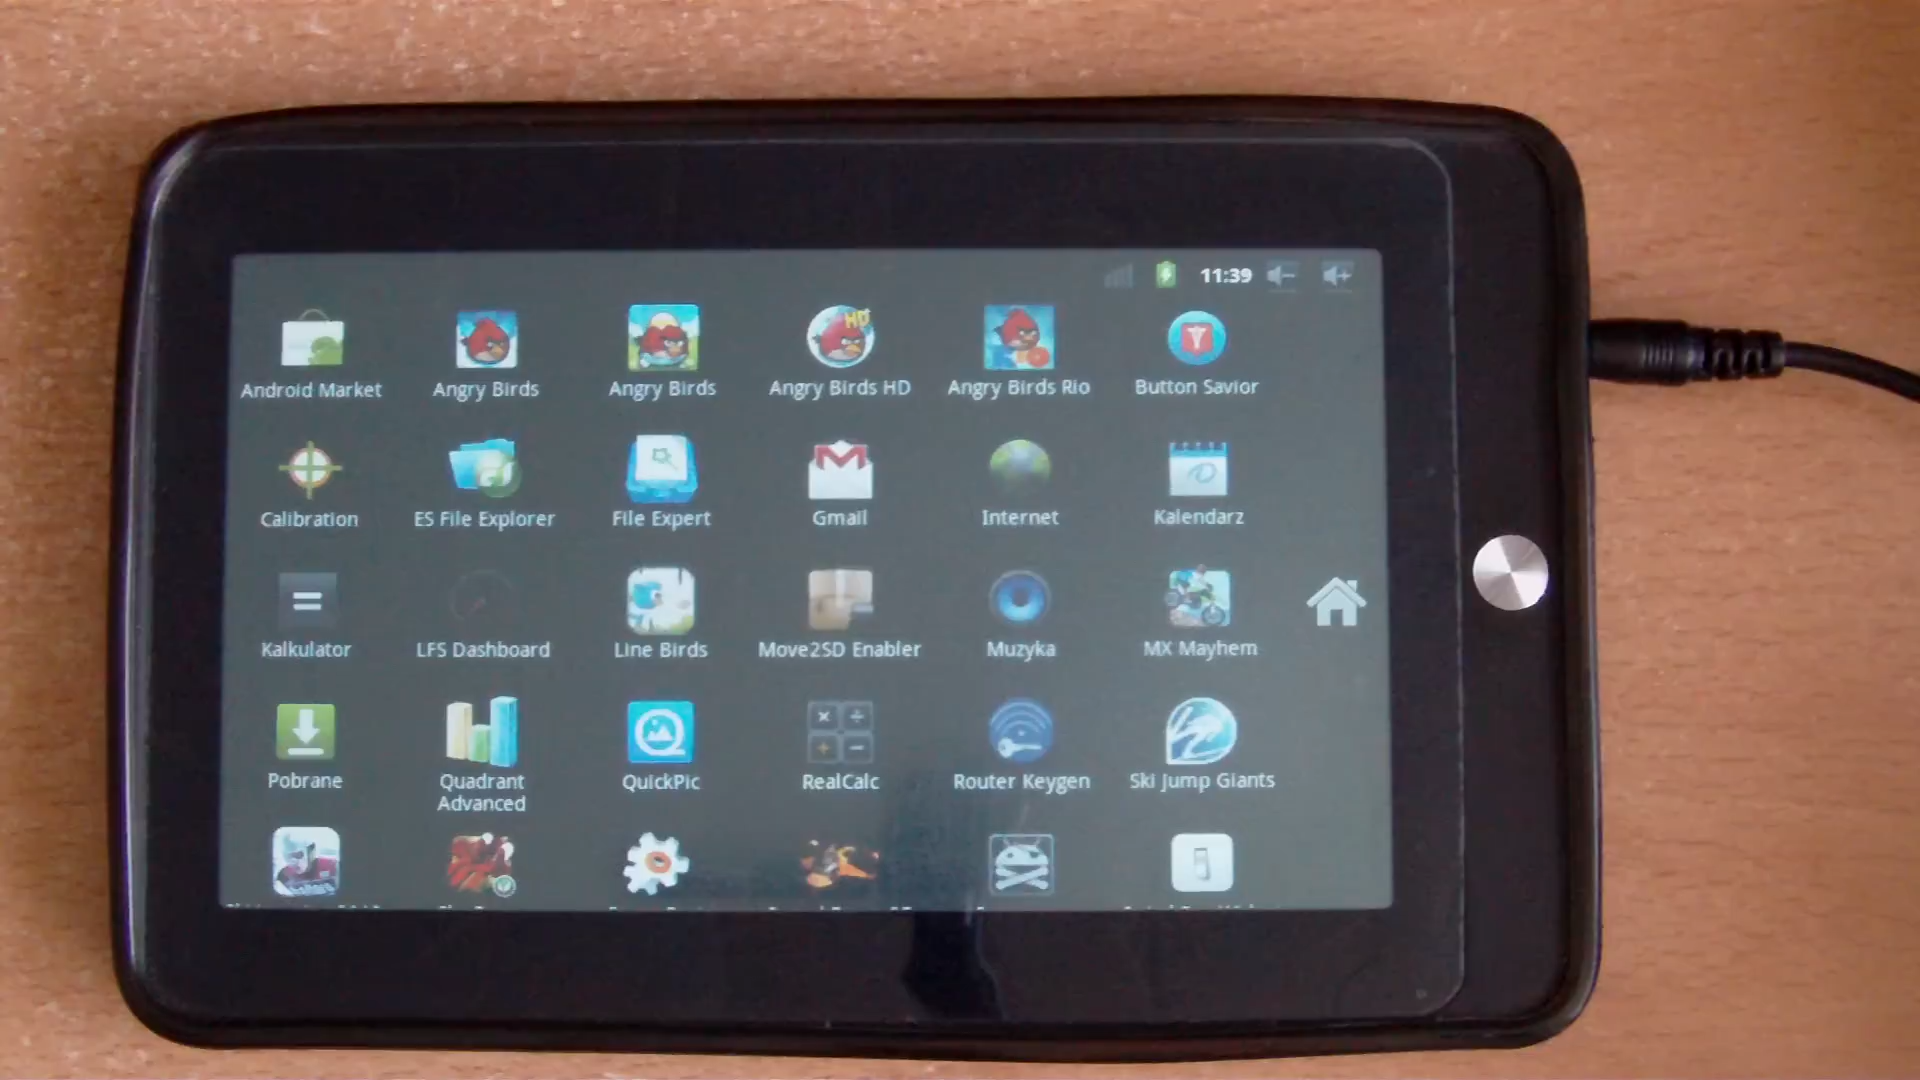 11:39
Android Market
Angry Birds
Angry Birds
HD
Angry Birds HD
Angry Birds Rio
Button Savior
Calibration
ES File Explorer
File Expert
Gmail
Internet
Kalendarz
Kalkulator
LFS Dashboard
Line Birds
Move2SD Enabler
Muzyka
MX Mayhem
Pobrane
Quadrant
Advanced
QuickPic
RealCalc
Router Keygen
Ski Jump Giants